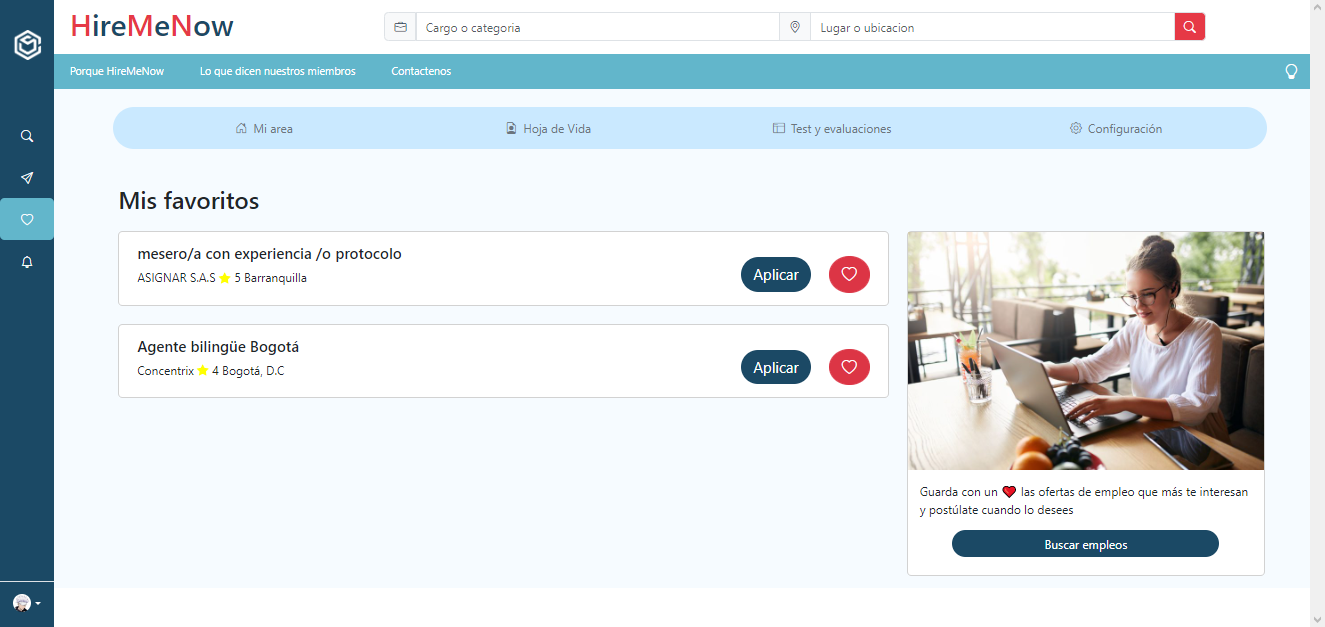 HireMeNow
Cargo o categoria
Lugar o ubicacion
Porque HireMeNow
Lo que dicen nuestros miembros
Contactenos
Mi area
Hoja de Vida
Test y evaluaciones
Configuración
Mis favoritos
mesero/a con experiencia /o protocolo
ASIGNAR S.A.S ⭐ 5 Barranquilla
Aplicar
Agente bilingüe Bogotá
Concentrix ⭐ 4 Bogotá, D.C
Aplicar
Guarda con un ❤ las ofertas de empleo que más te interesan
y postúlate cuando lo desees
Buscar empleos